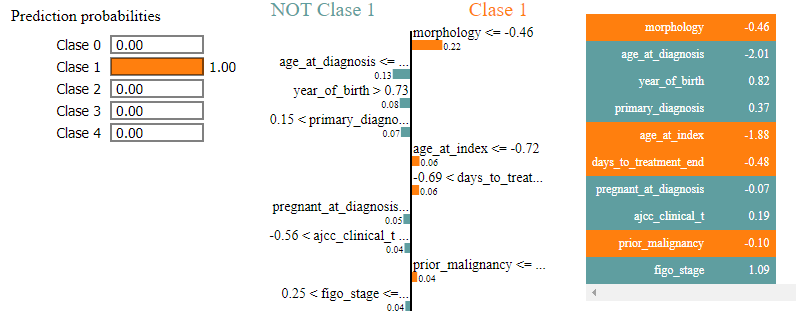 Prediction probabilities
Clase 0 0.00
Clase 1 1.00
Clase 2 0.00
Clase 3 0.00
Clase 4 0.00
NOT Clase 1 Clase 1
morphology <= -0.46
0.22
age_at_diagnosis <= ...
0.13
year_of_birth > 0.73
0.08
0.15 < primary_diagno...
0.07
age_at_index <= -0.72
0.06
-0.69 < days_to_treat...
0.06
pregnant_at_diagnosis...
0.05
-0.56 < ajcc_clinical_t ...
0.04
prior_malignancy <= ...
0.04
0.25 < figo_stage <=...
0.04
morphology -0.46
age_at_diagnosis -2.01
year_of_birth 0.82
primary_diagnosis 0.37
age_at_index -1.88
days_to_treatment_end -0.48
pregnant_at_diagnosis -0.07
ajcc_clinical_t 0.19
prior_malignancy -0.10
figo_stage 1.09